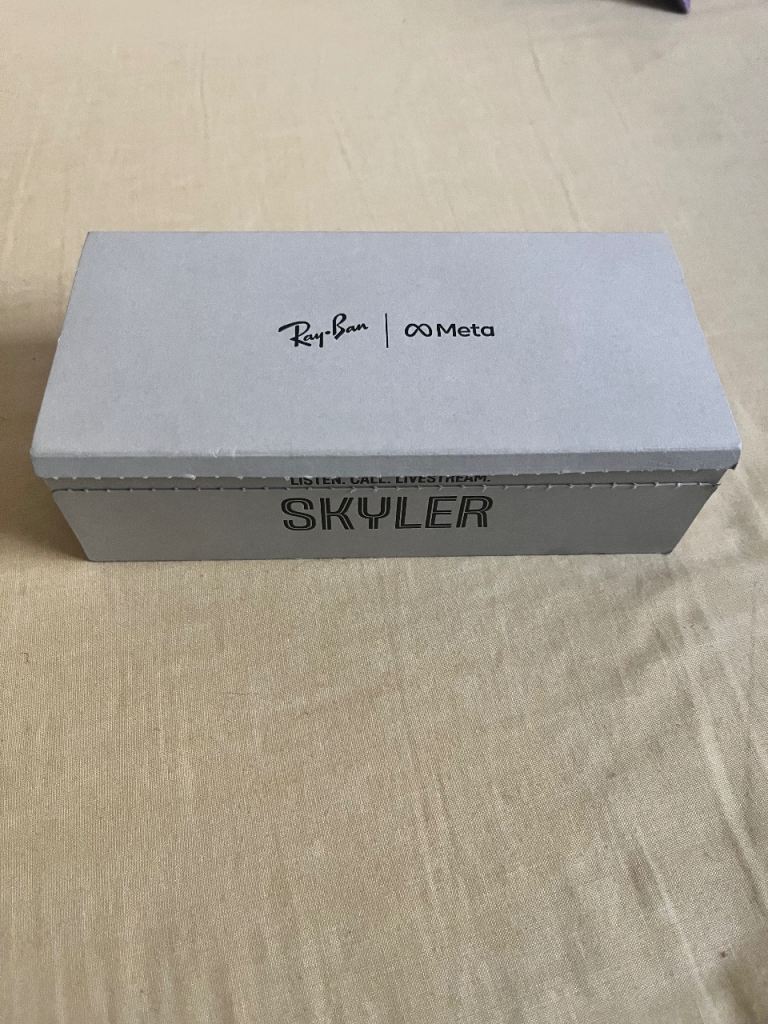 Ray-Ban | Meta
LISTEN. CALL. LIVESTREAM.
SKYLER